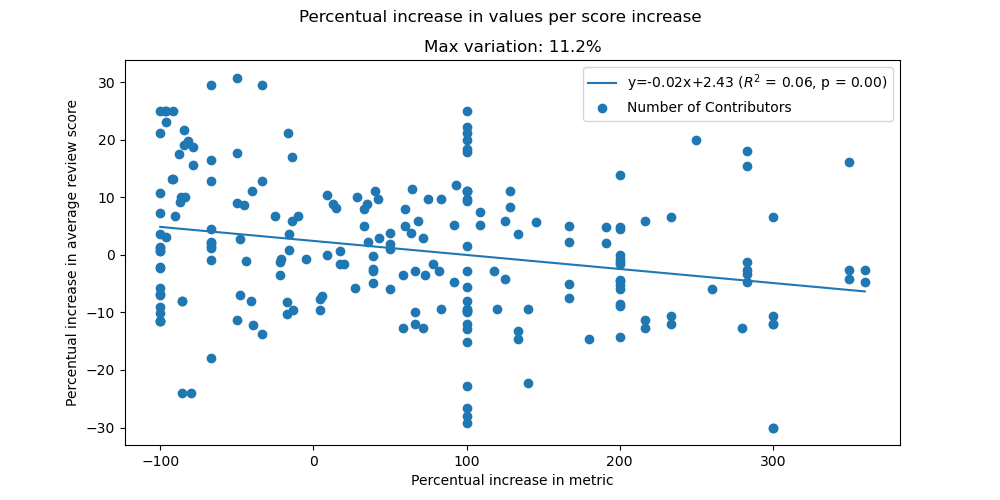 Percentual increase in values per score increase
Max variation: 11.2%
y=-0.02x+2.43 (R² = 0.06, p = 0.00)
Number of Contributors
Percentual increase in average review score
30
20
10
0
−10
−20
−30
−100
0
100
200
300
Percentual increase in metric